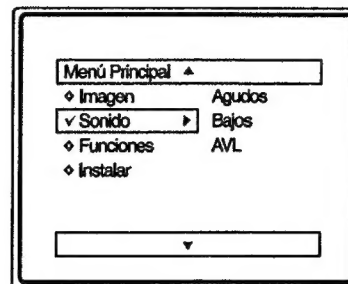 Menú Principal ▲
◇ Imagen Agudos
✓ Sonido ▶ Bajos
◇ Funciones AVL
◇ Instalar
▼